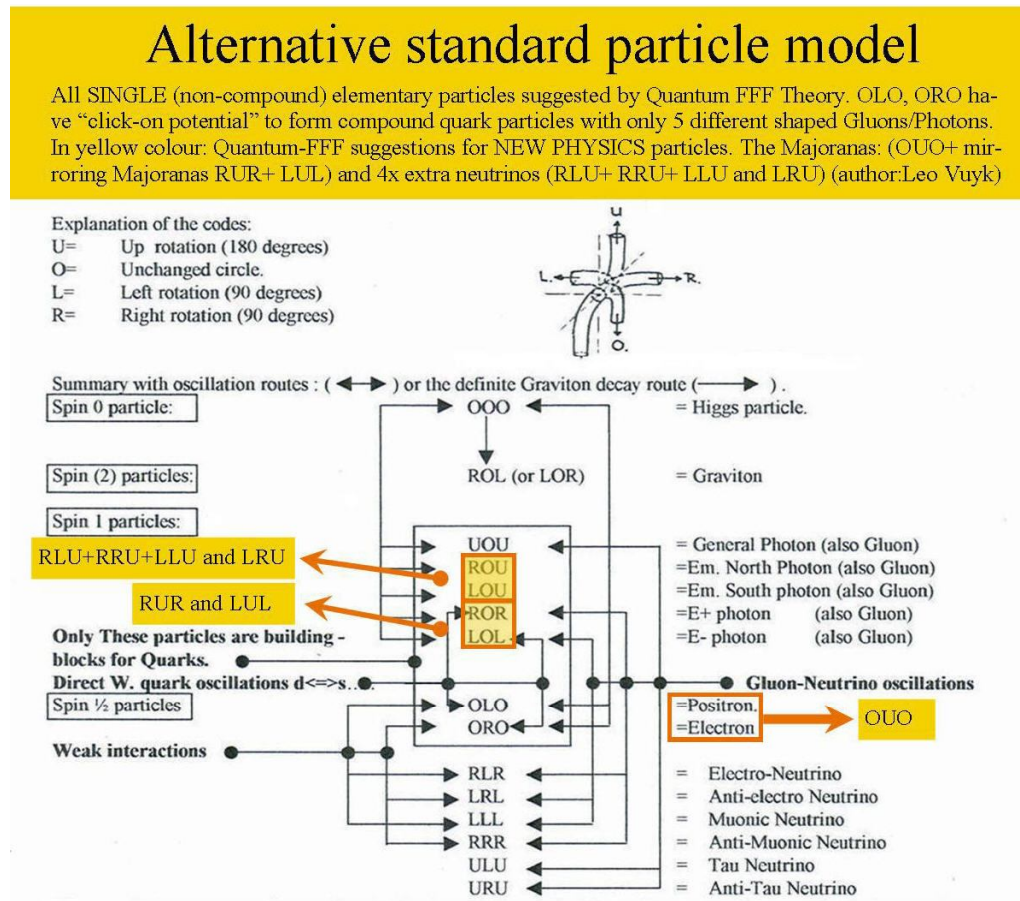 Alternative standard particle model
All SINGLE (non-compound) elementary particles suggested by Quantum FFF Theory. OLO, ORO ha-
ve “click-on potential” to form compound quark particles with only 5 different shaped Gluons/Photons.
In yellow colour: Quantum-FFF suggestions for NEW PHYSICS particles. The Majoranas: (OUO+ mir-
roring Majoranas RUR+ LUL) and 4x extra neutrinos (RLU+ RRU+ LLU and LRU) (author:Leo Vuyk)
Explanation of the codes:
U= Up rotation (180 degrees)
O= Unchanged circle.
L= Left rotation (90 degrees)
R= Right rotation (90 degrees)
u
L. R.
O.
Summary with oscillation routes : ( ◄─► ) or the definite Graviton decay route (──► ) .
Spin 0 particle: OOO = Higgs particle.
Spin (2) particles: ROL (or LOR) = Graviton
Spin 1 particles:
UOU = General Photon (also Gluon)
RLU+RRU+LLU and LRU ROU =Em. North Photon (also Gluon)
LOU =Em. South photon (also Gluon)
RUR and LUL ROR =E+ photon (also Gluon)
LOL =E- photon (also Gluon)
Only These particles are building -
blocks for Quarks.
Direct W. quark oscillations d<=>s... Gluon-Neutrino oscillations
Spin ½ particles OLO =Positron.
ORO =Electron OUO
Weak interactions
RLR = Electro-Neutrino
LRL = Anti-electro Neutrino
LLL = Muonic Neutrino
RRR = Anti-Muonic Neutrino
ULU = Tau Neutrino
URU = Anti-Tau Neutrino